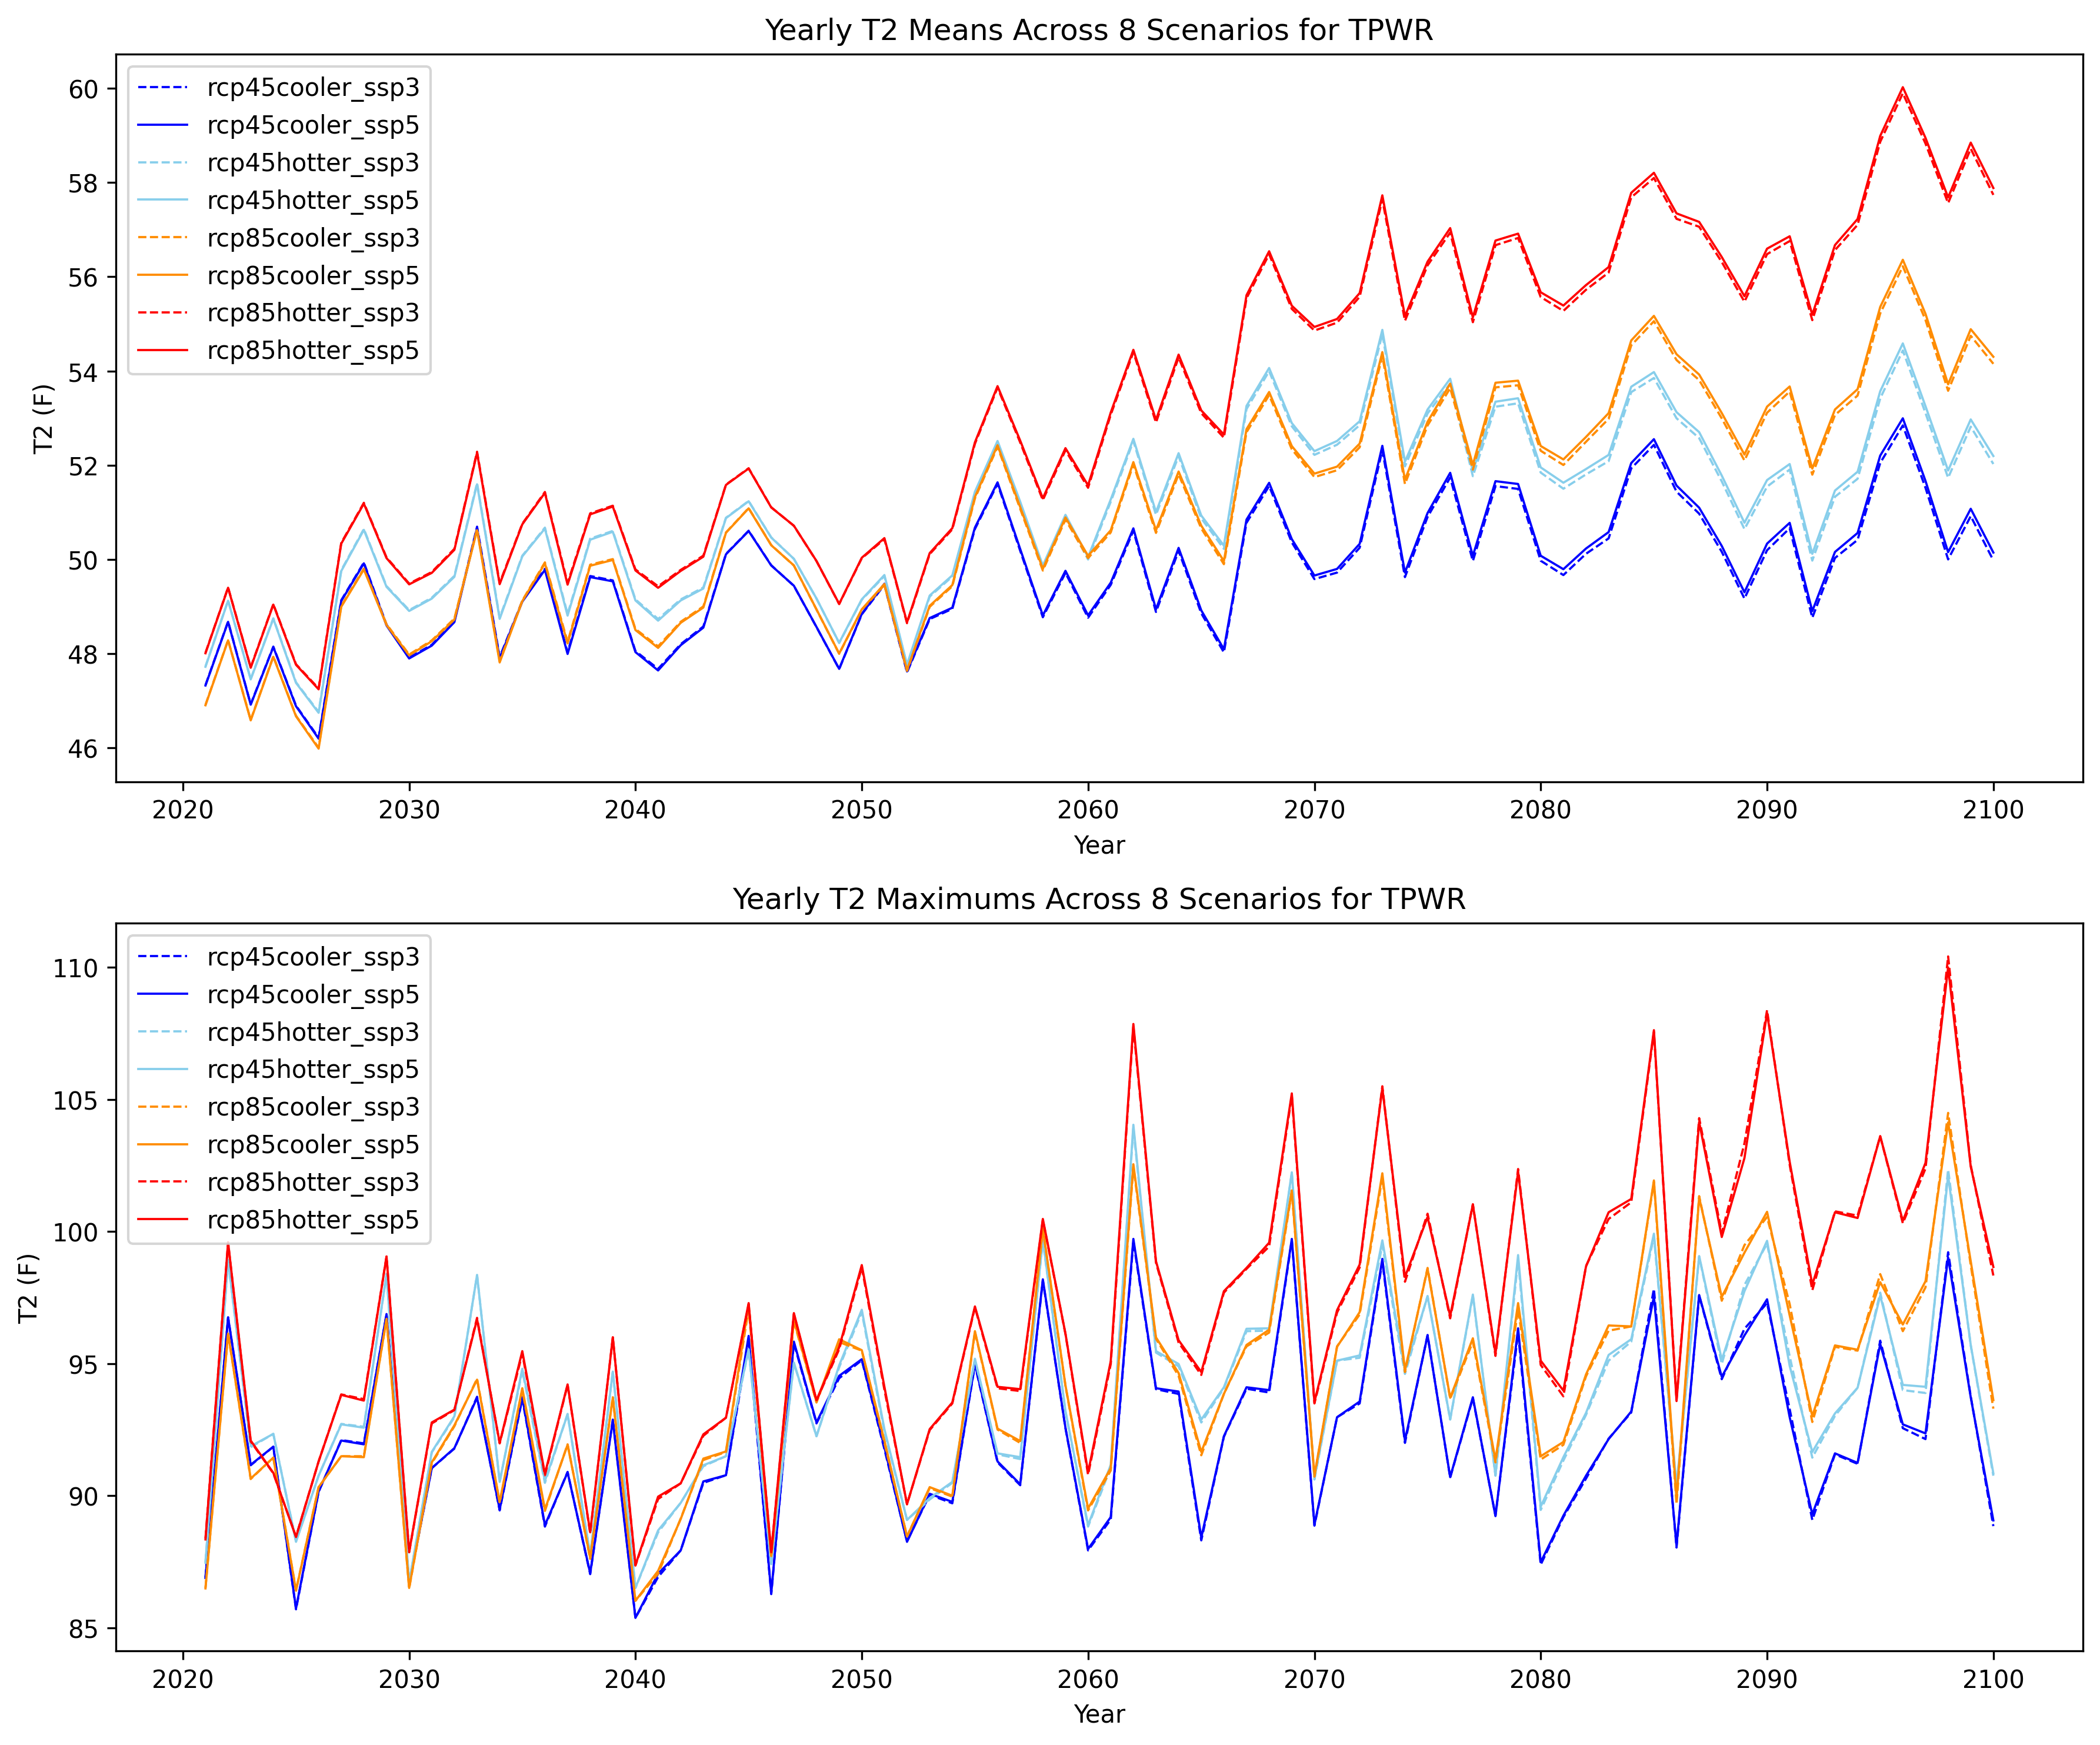 Yearly T2 Means Across 8 Scenarios for TPWR
rcp45cooler_ssp3
rcp45cooler_ssp5
rcp45hotter_ssp3
rcp45hotter_ssp5
rcp85cooler_ssp3
rcp85cooler_ssp5
rcp85hotter_ssp3
rcp85hotter_ssp5
60
58
56
54
52
50
48
46
T2 (F)
2020 2030 2040 2050 2060 2070 2080 2090 2100
Year
Yearly T2 Maximums Across 8 Scenarios for TPWR
rcp45cooler_ssp3
rcp45cooler_ssp5
rcp45hotter_ssp3
rcp45hotter_ssp5
rcp85cooler_ssp3
rcp85cooler_ssp5
rcp85hotter_ssp3
rcp85hotter_ssp5
110
105
100
95
90
85
T2 (F)
2020 2030 2040 2050 2060 2070 2080 2090 2100
Year